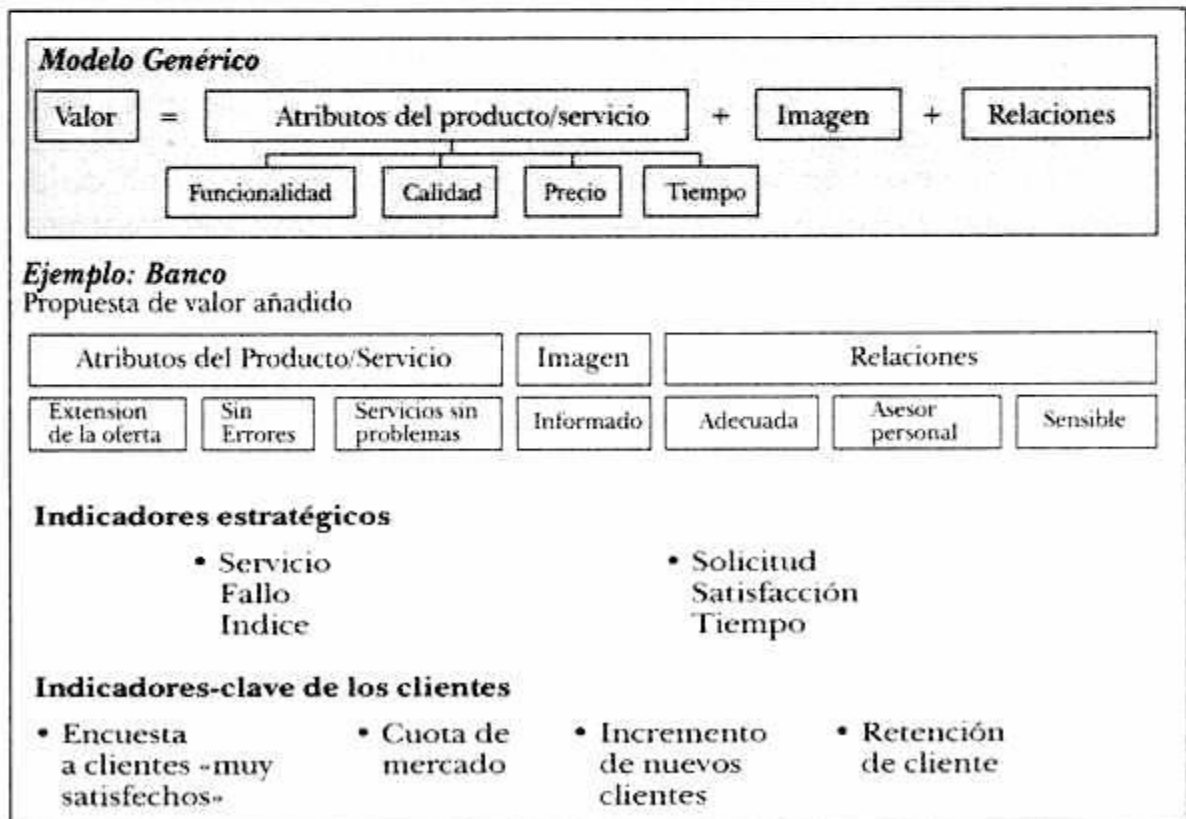 Modelo Genérico
Valor = Atributos del producto/servicio + Imagen + Relaciones
Funcionalidad Calidad Precio Tiempo
Ejemplo: Banco
Propuesta de valor añadido
Atributos del Producto/Servicio Imagen Relaciones
Extension
de la oferta
Sin
Errores
Servicios sin
problemas
Informado
Adecuada
Asesor
personal
Sensible
Indicadores estratégicos
• Servicio
Fallo
Indice
• Solicitud
Satisfacción
Tiempo
Indicadores-clave de los clientes
• Encuesta
a clientes «muy
satisfechos»
• Cuota de
mercado
• Incremento
de nuevos
clientes
• Retención
de cliente